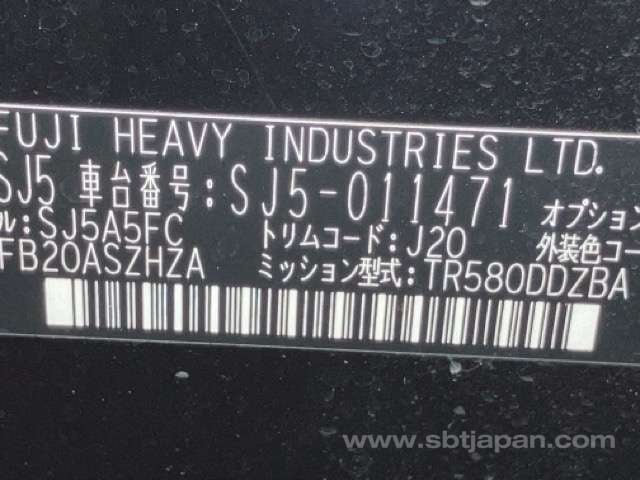 FUJI HEAVY INDUSTRIES LTD.
SJ5 車台番号:SJ5-011471 オプション
ル:SJ5A5FC トリムコード:J20 外装色コー
FB20ASZHZA ミッション型式:TR580DDZBA
www.sbtjapan.com